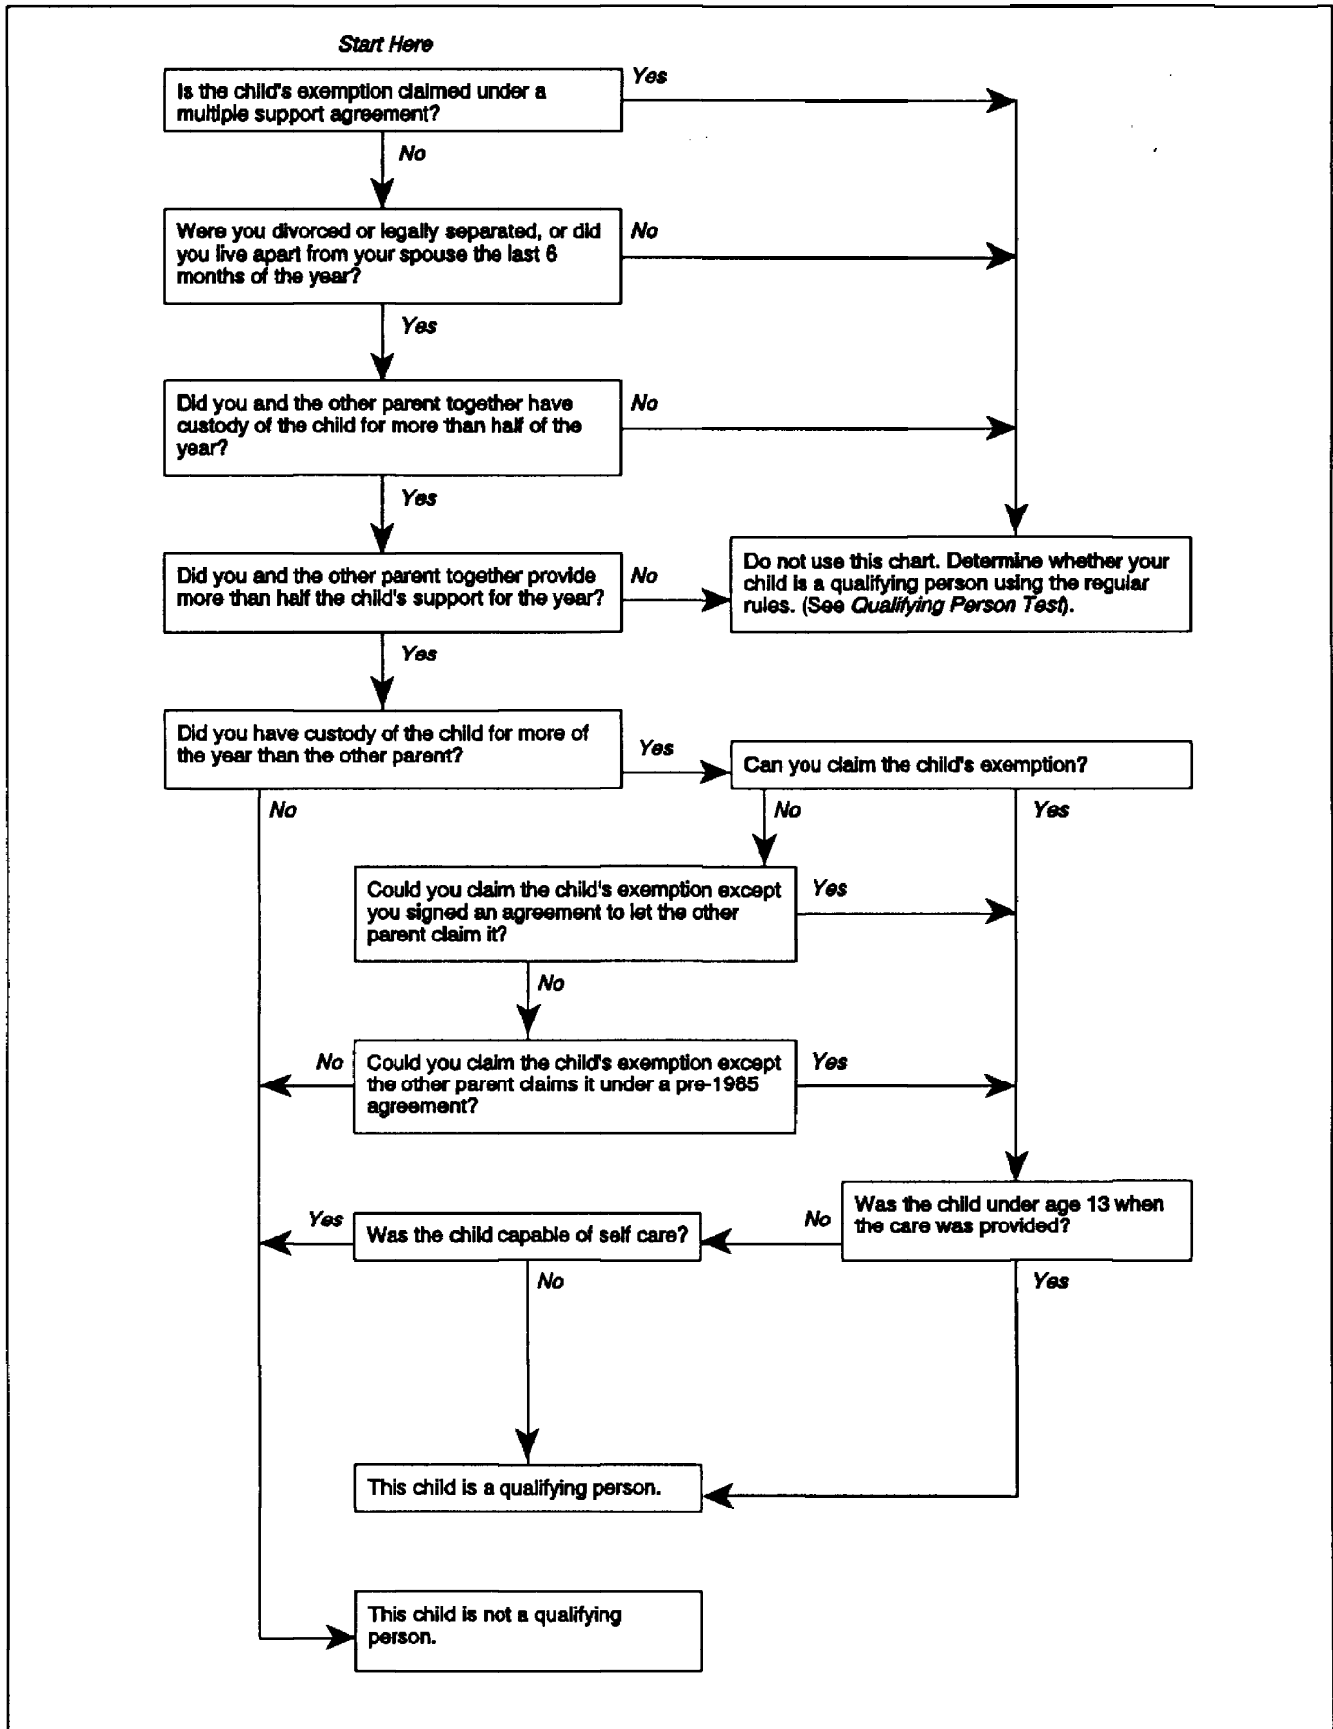 Start Here
Is the child's exemption claimed under a
multiple support agreement?
Yes
No
Were you divorced or legally separated, or did
you live apart from your spouse the last 6
months of the year?
No
Yes
Did you and the other parent together have
custody of the child for more than half of the
year?
No
Yes
Did you and the other parent together provide
more than half the child's support for the year?
No
Do not use this chart. Determine whether your
child is a qualifying person using the regular
rules. (See Qualifying Person Test).
Yes
Did you have custody of the child for more of
the year than the other parent?
Yes
Can you claim the child's exemption?
No
No
Yes
Could you claim the child's exemption except
you signed an agreement to let the other
parent claim it?
Yes
No
No
Could you claim the child's exemption except
the other parent claims it under a pre-1985
agreement?
Yes
Was the child under age 13 when
the care was provided?
No
Yes
Was the child capable of self care?
No
Yes
This child is a qualifying person.
This child is not a qualifying
person.